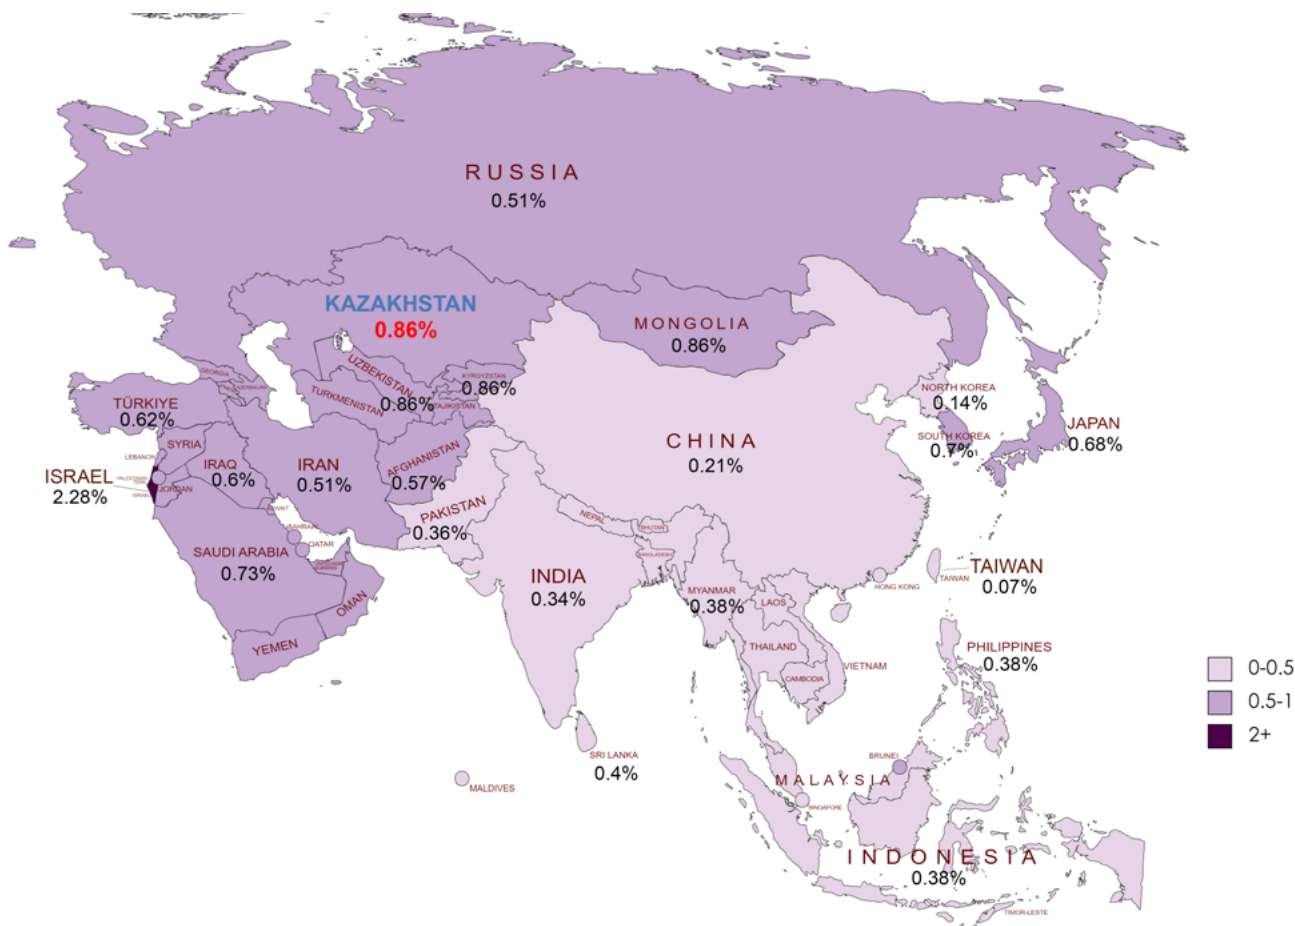 RUSSIA
0.51%
KAZAKHSTAN
0.86%
MONGOLIA
0.86%
UZBEKISTAN
0.86%
KYRGYZSTAN
0.86%
TURKMENISTAN
TAJIKISTAN
GEORGIA
AZERBAIJAN
TÜRKIYE
0.62%
SYRIA
LEBANON
ISRAEL
2.28%
ISRAEL
JORDAN
IRAQ
0.6%
IRAN
0.51%
AFGHANISTAN
0.57%
PAKISTAN
0.36%
KUWAIT
BAHRAIN
QATAR
SAUDI ARABIA
0.73%
UNITED ARAB
EMIRATES
OMAN
YEMEN
CHINA
0.21%
NORTH KOREA
0.14%
SOUTH KOREA
0.7%
JAPAN
0.68%
NEPAL
BHUTAN
BANGLADESH
INDIA
0.34%
MYANMAR
0.38%
LAOS
THAILAND
CAMBODIA
VIETNAM
HONG KONG
TAIWAN
TAIWAN
0.07%
PHILIPPINES
0.38%
SRI LANKA
0.4%
MALDIVES
BRUNEI
MALAYSIA
SINGAPORE
INDONESIA
0.38%
TIMOR-LESTE
0-0.5
0.5-1
2+